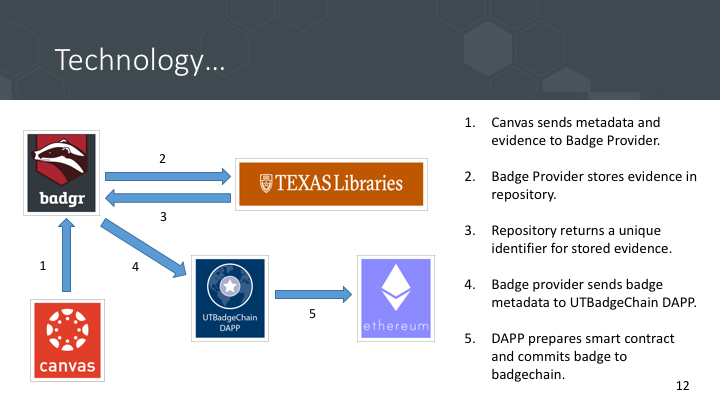 Technology...
badgr
2
TEXAS Libraries
3
1
4
UTBadgeChain
DAPP
5
ethereum
canvas
1. Canvas sends metadata and
evidence to Badge Provider.
2. Badge Provider stores evidence in
repository.
3. Repository returns a unique
identifier for stored evidence.
4. Badge provider sends badge
metadata to UTBadgeChain DAPP.
5. DAPP prepares smart contract
and commits badge to
badgechain.
12